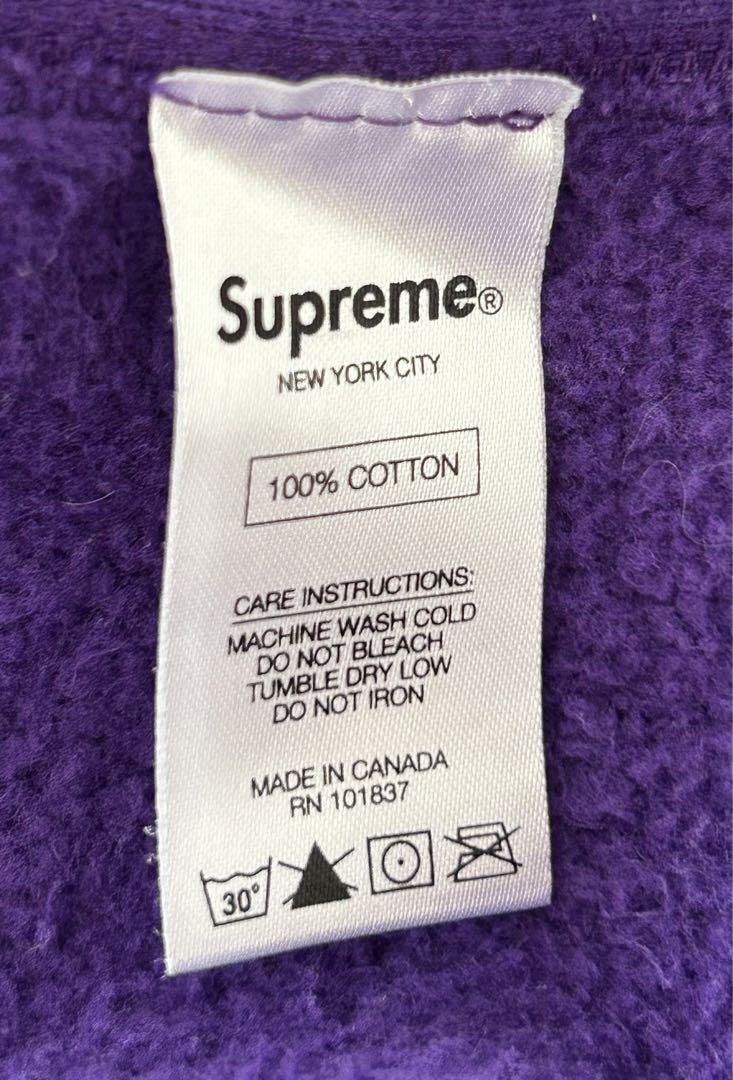 Supreme®
NEW YORK CITY
100% COTTON
CARE INSTRUCTIONS:
MACHINE WASH COLD
DO NOT BLEACH
TUMBLE DRY LOW
DO NOT IRON
MADE IN CANADA
RN 101837
30°